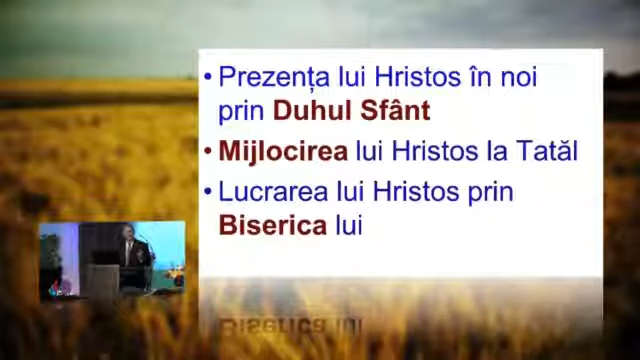 • Prezența lui Hristos în noi
prin Duhul Sfânt
• Mijlocirea lui Hristos la Tatăl
• Lucrarea lui Hristos prin
Biserica lui